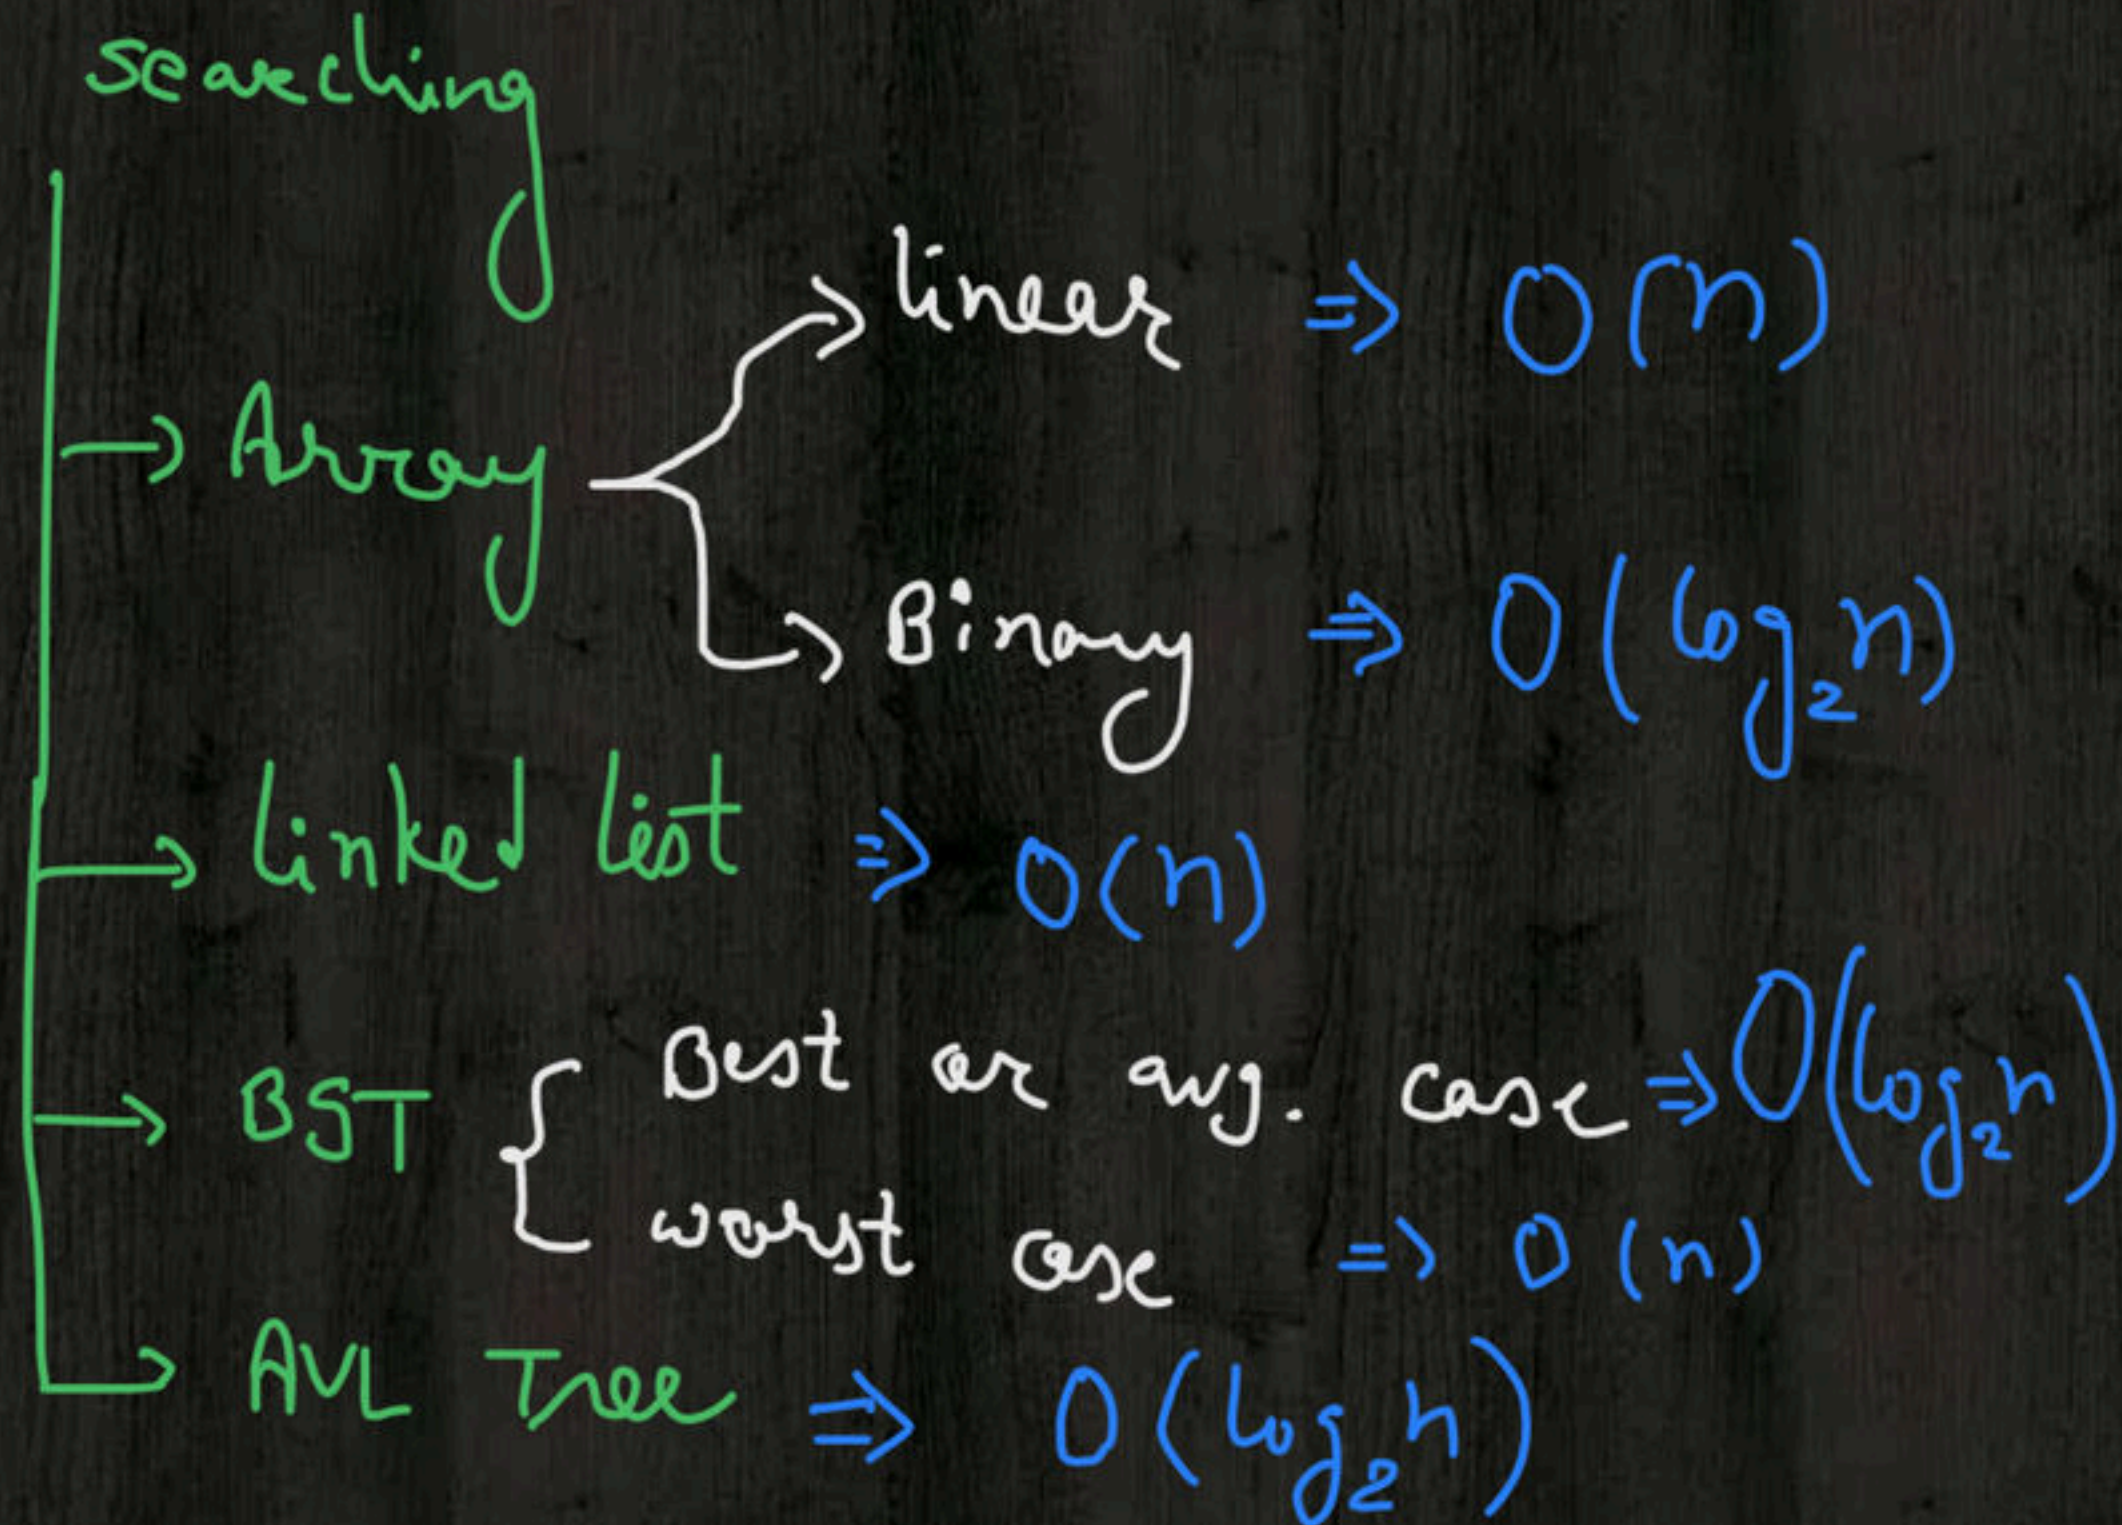 searching
→ Array → linear ⇒ O(n)
→ Binary ⇒ O(log₂n)
→ linked list ⇒ O(n)
→ BST { Best or avg. case ⇒ O(log₂n)
worst case ⇒ O(n)
→ AVL Tree ⇒ O(log₂n)